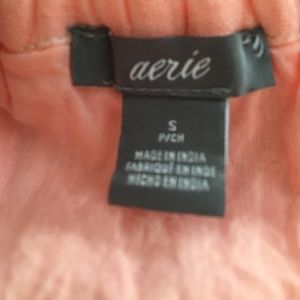 aerie
S
P/CH
MADE IN INDIA
FABRIQUÉ EN INDE
HECHO EN INDIA